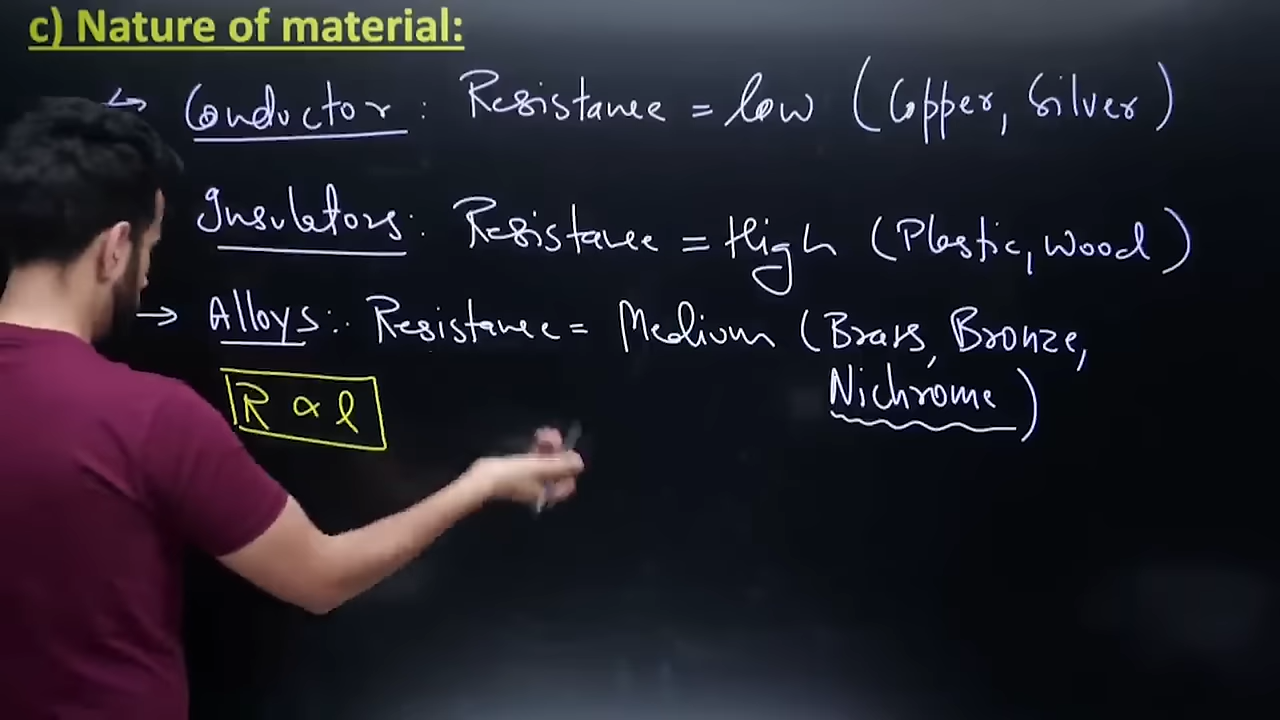 c) Nature of material:
↳ Conductor: Resistance = low (Copper, Silver)
Insulators: Resistance = High (Plastic, wood)
→ Alloys:. Resistance = Medium (Brass, Bronze,
Nichrome)
R ∝ l